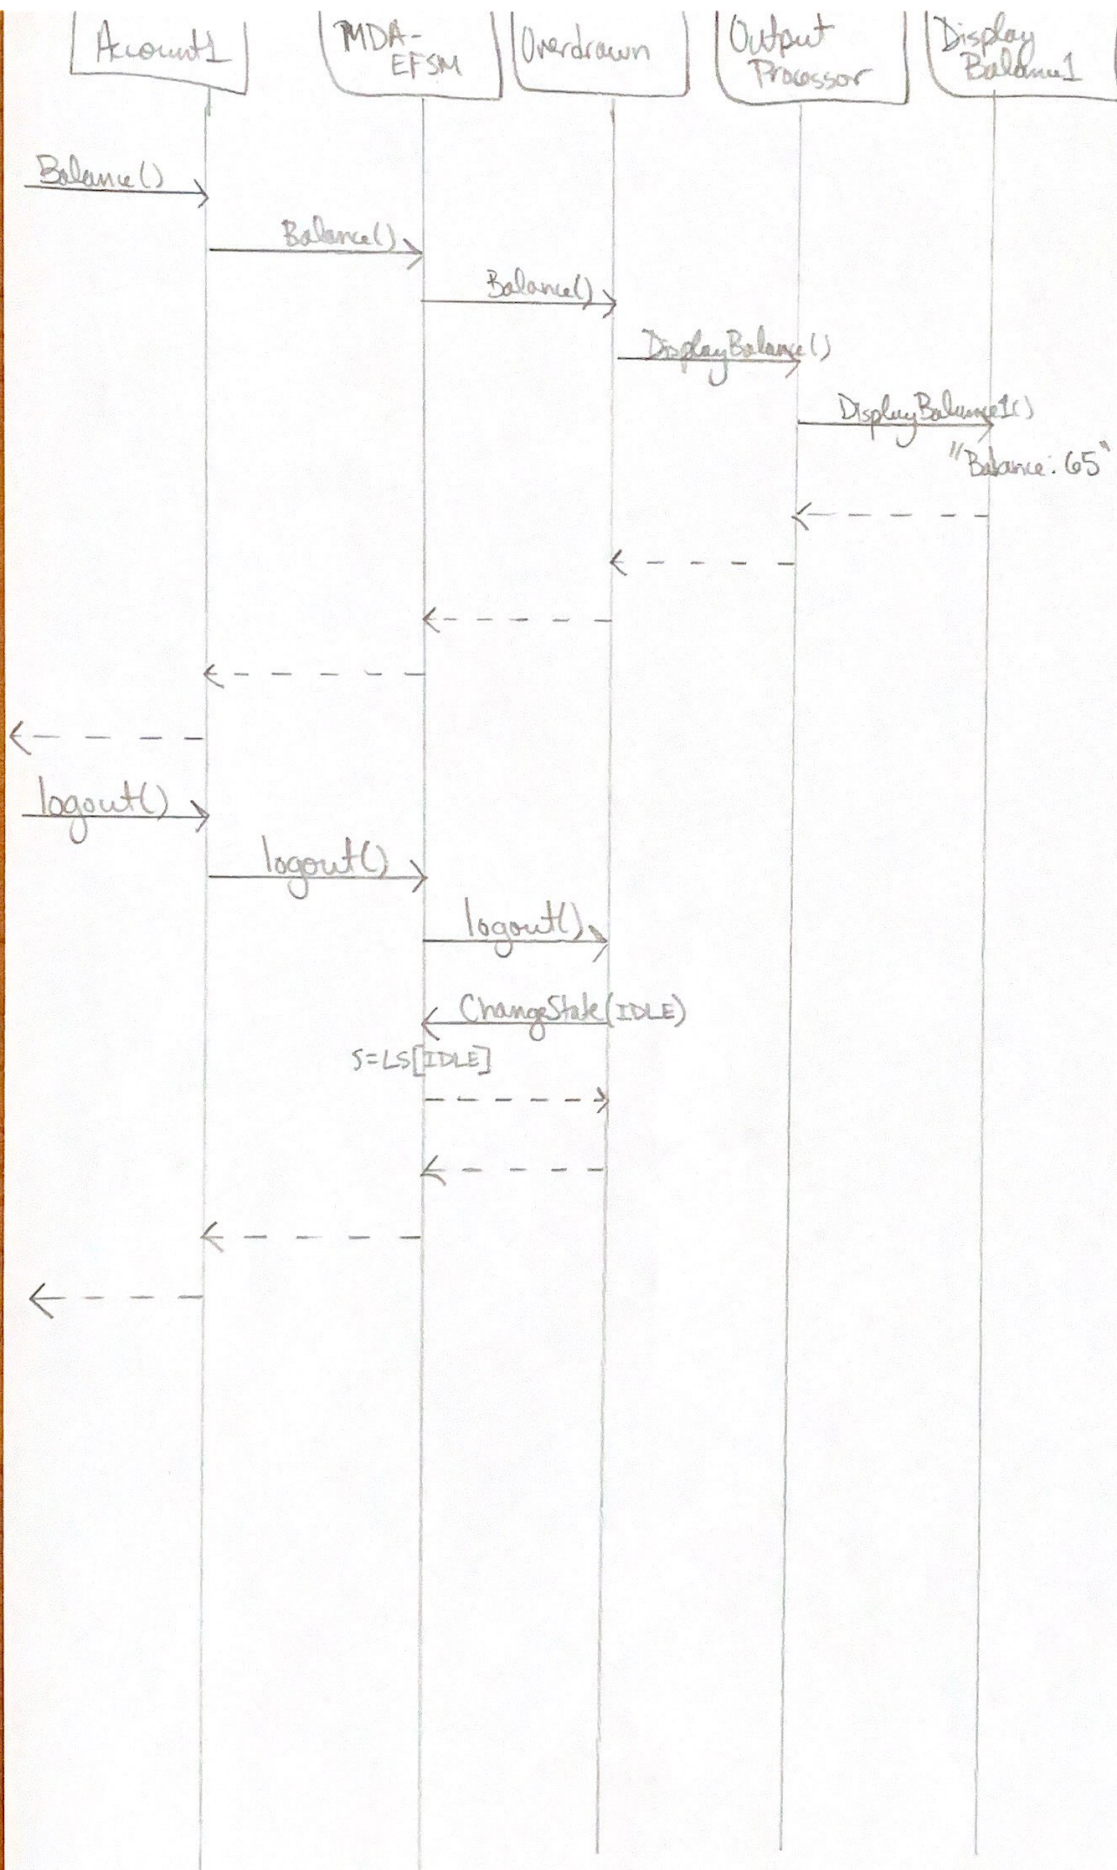 Account1
MDA-
EFSM
Overdrawn
Output
Processor
Display
Balance1
Balance()
Balance()
Balance()
DisplayBalance()
DisplayBalance1()
"Balance: 65"
logout()
logout()
logout()
ChangeState(IDLE)
S=LS[IDLE]